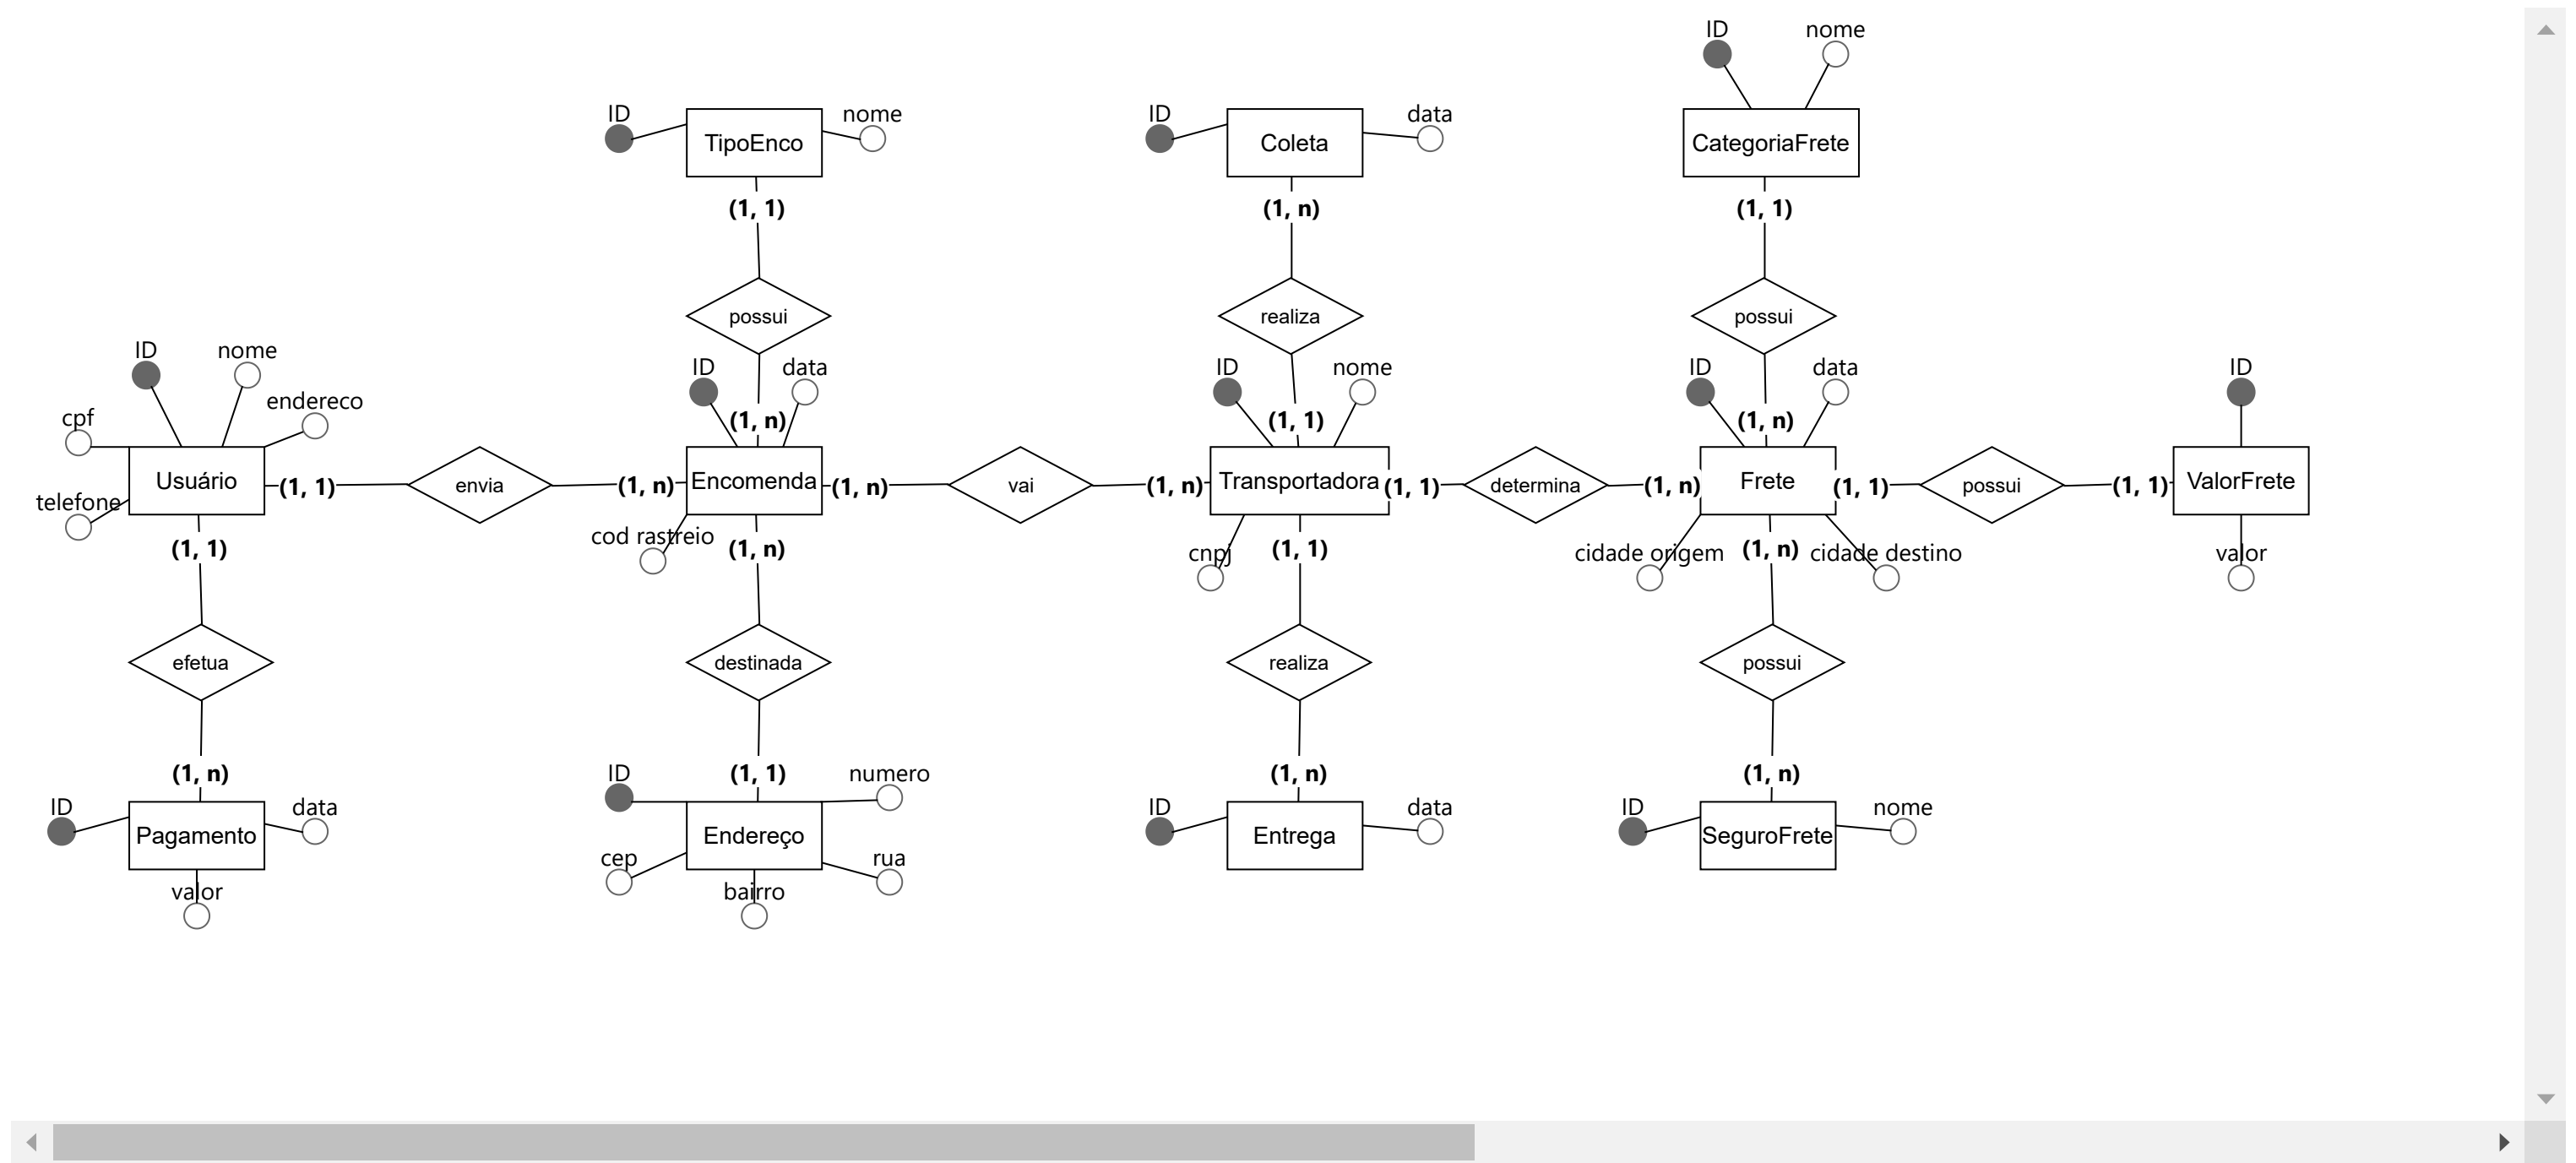 ID
nome
ID
TipoEnco
nome
ID
Coleta
data
CategoriaFrete
(1, 1)
(1, n)
(1, 1)
possui
realiza
possui
ID
nome
endereco
cpf
telefone
Usuário
ID
data
(1, n)
ID
nome
(1, 1)
ID
data
(1, n)
ID
(1, 1)
envia
(1, n)
Encomenda
(1, n)
vai
(1, n)
Transportadora
(1, 1)
determina
(1, n)
Frete
(1, 1)
possui
(1, 1)
ValorFrete
(1, 1)
cod rastreio
(1, n)
cnpj
(1, 1)
cidade origem
(1, n)
cidade destino
valor
efetua
destinada
realiza
possui
(1, n)
(1, 1)
(1, n)
(1, n)
ID
Pagamento
data
valor
ID
numero
Endereço
cep
rua
bairro
ID
Entrega
data
ID
SeguroFrete
nome